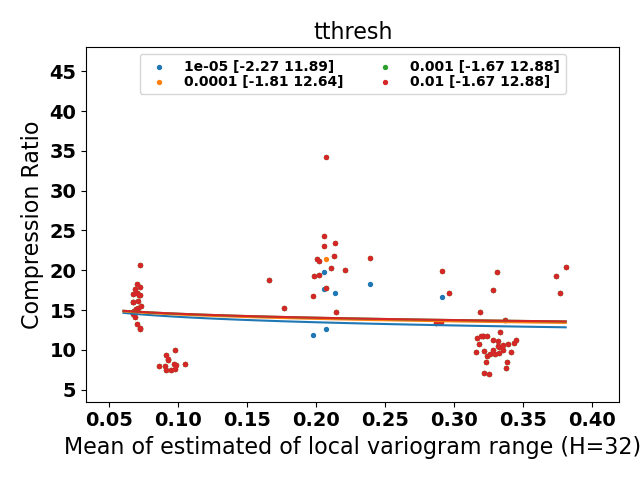 tthresh
1e-05 [-2.27 11.89]
0.0001 [-1.81 12.64]
0.001 [-1.67 12.88]
0.01 [-1.67 12.88]
Compression Ratio
45
40
35
30
25
20
15
10
5
0.05 0.10 0.15 0.20 0.25 0.30 0.35 0.40
Mean of estimated of local variogram range (H=32)